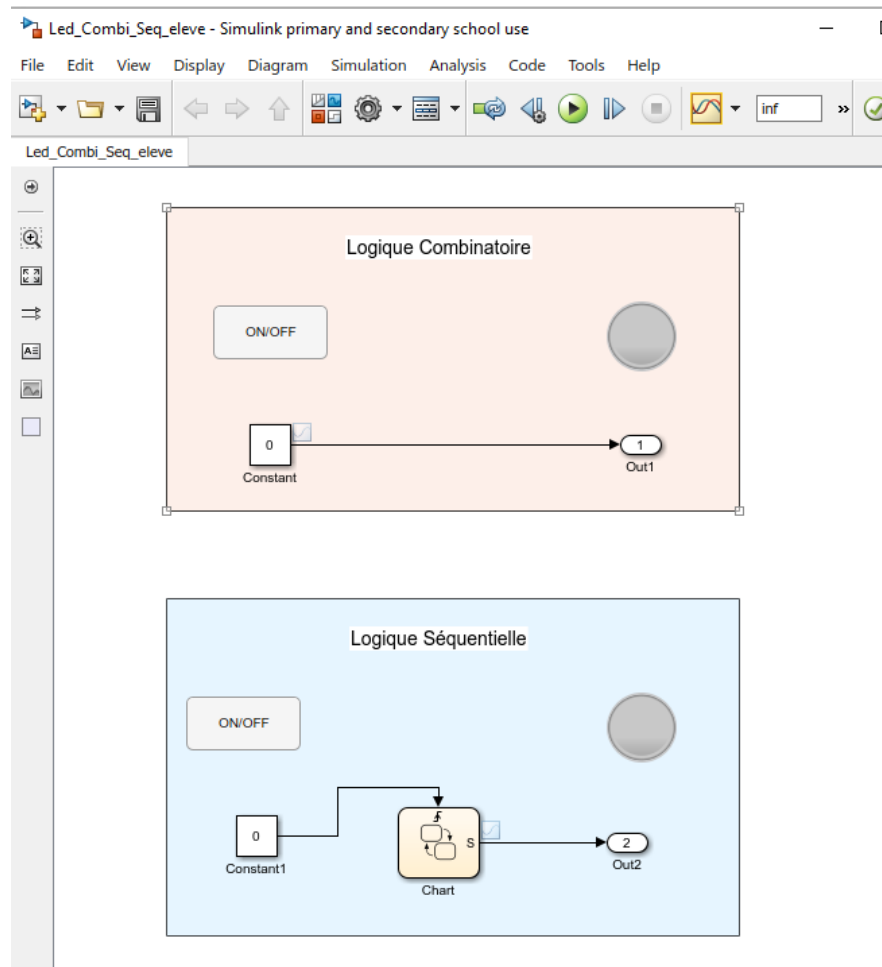 Led_Combi_Seq_eleve - Simulink primary and secondary school use
File Edit View Display Diagram Simulation Analysis Code Tools Help
inf »
Led_Combi_Seq_eleve
Logique Combinatoire
ON/OFF
0
1
Constant
Out1
Logique Séquentielle
ON/OFF
0
S
2
Constant1
Out2
Chart